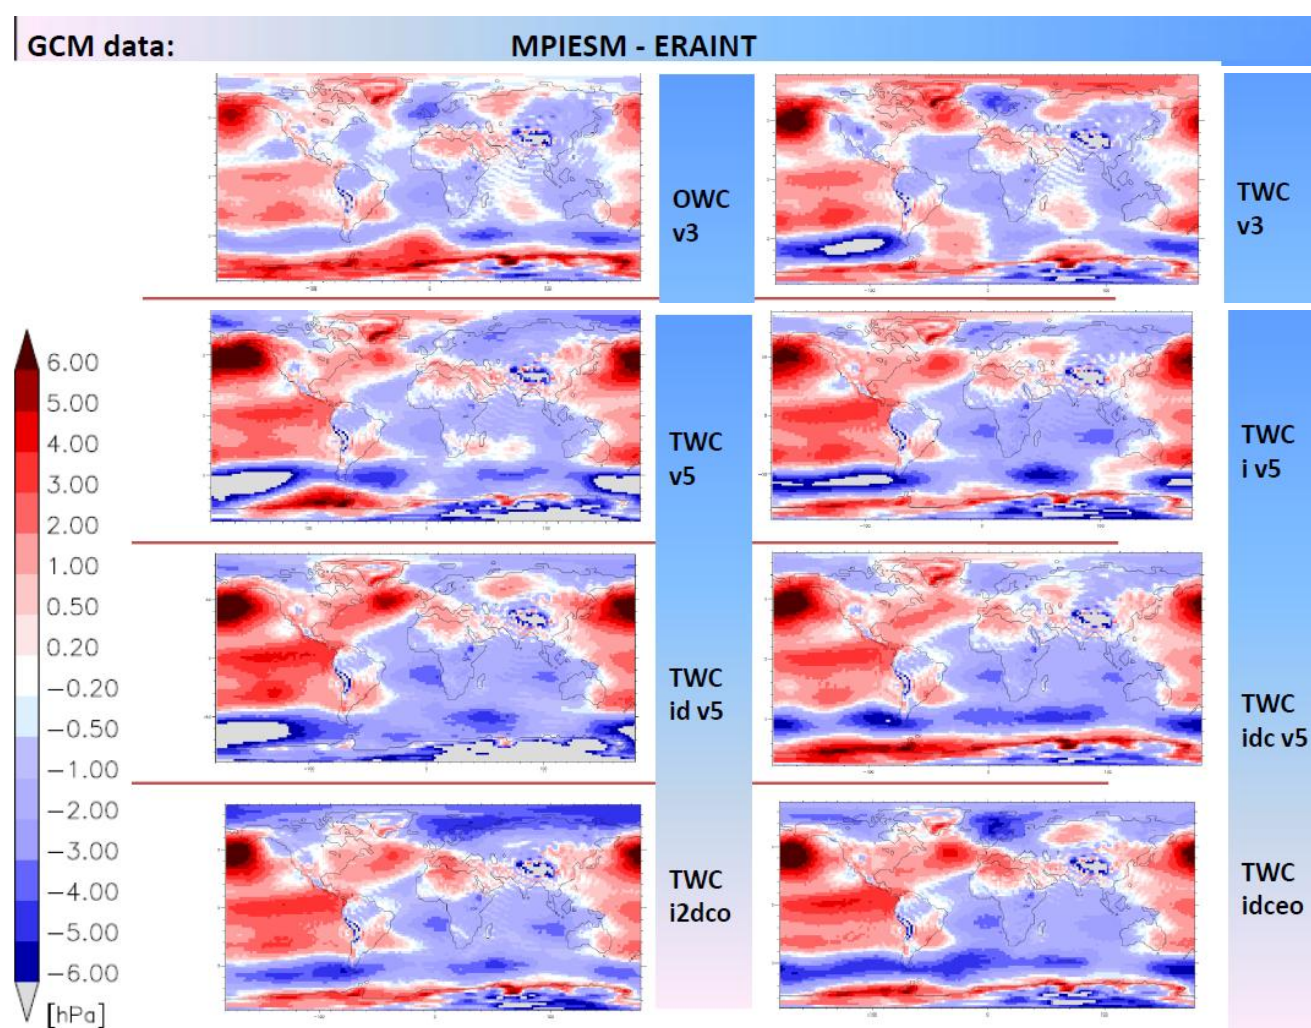 GCM data: MPIESM - ERAINT
OWC
v3
TWC
v3
6.00
5.00
4.00
3.00
2.00
1.00
0.50
0.20
−0.20
−0.50
−1.00
−2.00
−3.00
−4.00
−5.00
−6.00
[hPa]
TWC
v5
TWC
i v5
TWC
id v5
TWC
idc v5
TWC
i2dco
TWC
idceo